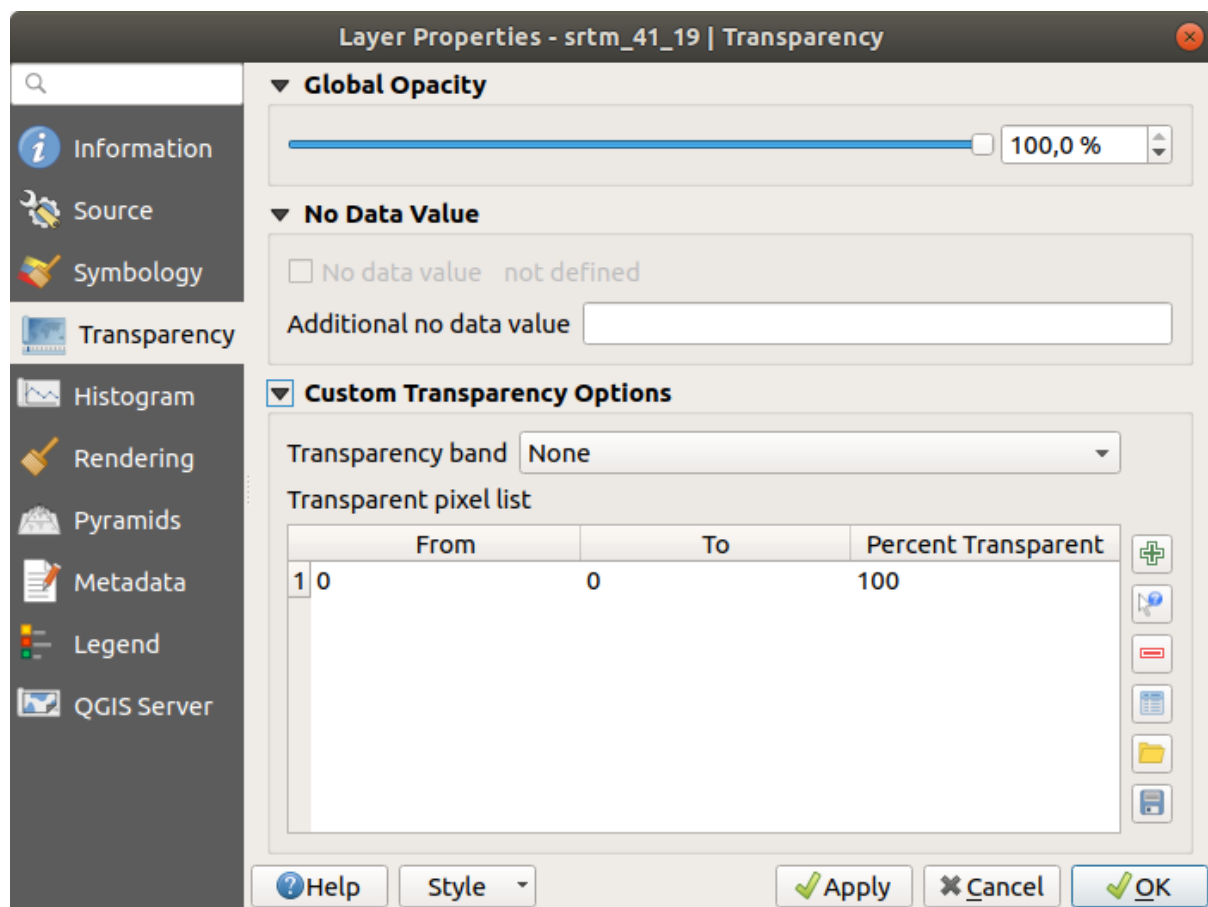 Layer Properties - srtm_41_19 | Transparency
Information
Source
Symbology
Transparency
Histogram
Rendering
Pyramids
Metadata
Legend
QGIS Server
Global Opacity
100,0 %
No Data Value
No data value not defined
Additional no data value
Custom Transparency Options
Transparency band None
Transparent pixel list
From To Percent Transparent
1 0 0 100
Help Style Apply Cancel OK